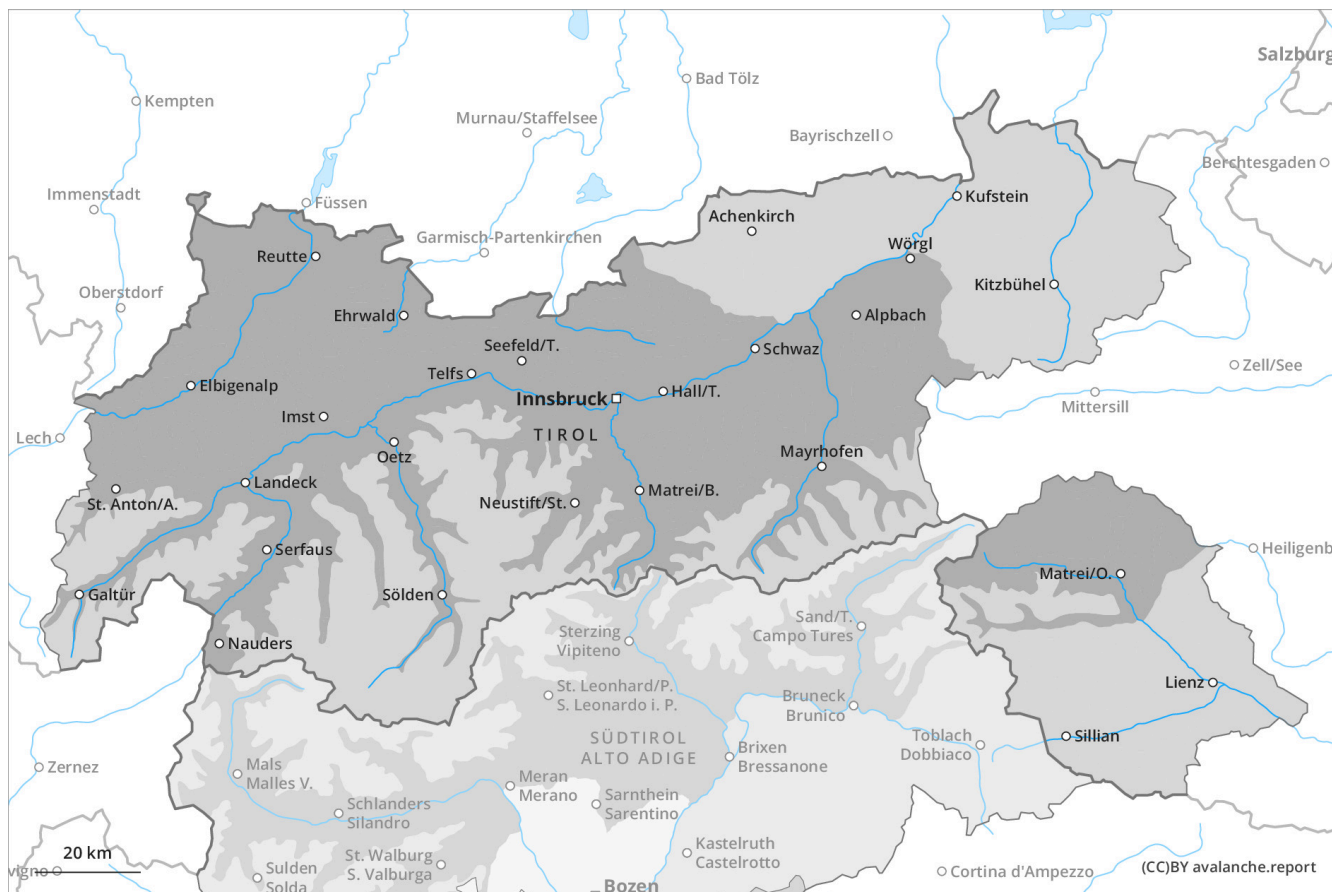 Salzburg
Bad Tölz
Kempten
Murnau/Staffelsee
Bayrischzell
Berchtesgaden
Immenstadt
Füssen
Kufstein
Achenkirch
Garmisch-Partenkirchen
Wörgl
Reutte
Kitzbühel
Oberstdorf
Ehrwald
Alpbach
Seefeld/T.
Schwaz
Zell/See
Telfs
Elbigenalp
Innsbruck
Hall/T.
Mittersill
Imst
Lech
TIROL
Oetz
Mayrhofen
Landeck
St. Anton/A.
Neustift/St.
Matrei/B.
Serfaus
Heiligenb
Matrei/O.
Galtür
Sölden
Sand/T.
Campo Tures
Sterzing
Vipiteno
Nauders
Lienz
St. Leonhard/P.
S. Leonardo i. P.
Bruneck
Brunico
SÜDTIROL
ALTO ADIGE
Toblach
Dobbiaco
Sillian
Brixen
Bressanone
Zernez
Mals
Malles V.
Meran
Merano
Sarnthein
Sarentino
Schlanders
Silandro
Kastelruth
Castelrotto
20 km
St. Walburg
S. Valburga
vigno
Sulden
Solda
Cortina d'Ampezzo
(CC)BY avalanche.report
Bozen